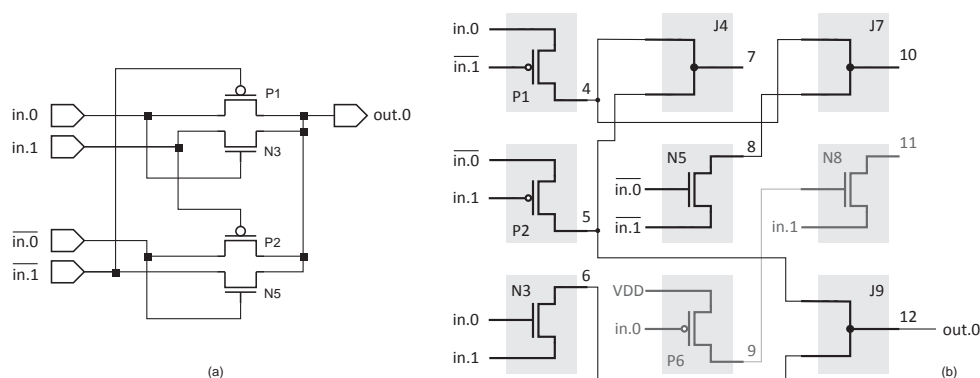 in.0
in.1
in.0
in.1
P1
N3
P2
N5
out.0
(a)
in.0
in.1
P1
4
J4
7
J7
10
in.0
in.1
P2
5
N5
8
in.0
in.1
N8
11
in.1
N3
6
in.0
in.1
VDD
in.0
P6
9
J9
12
out.0
(b)